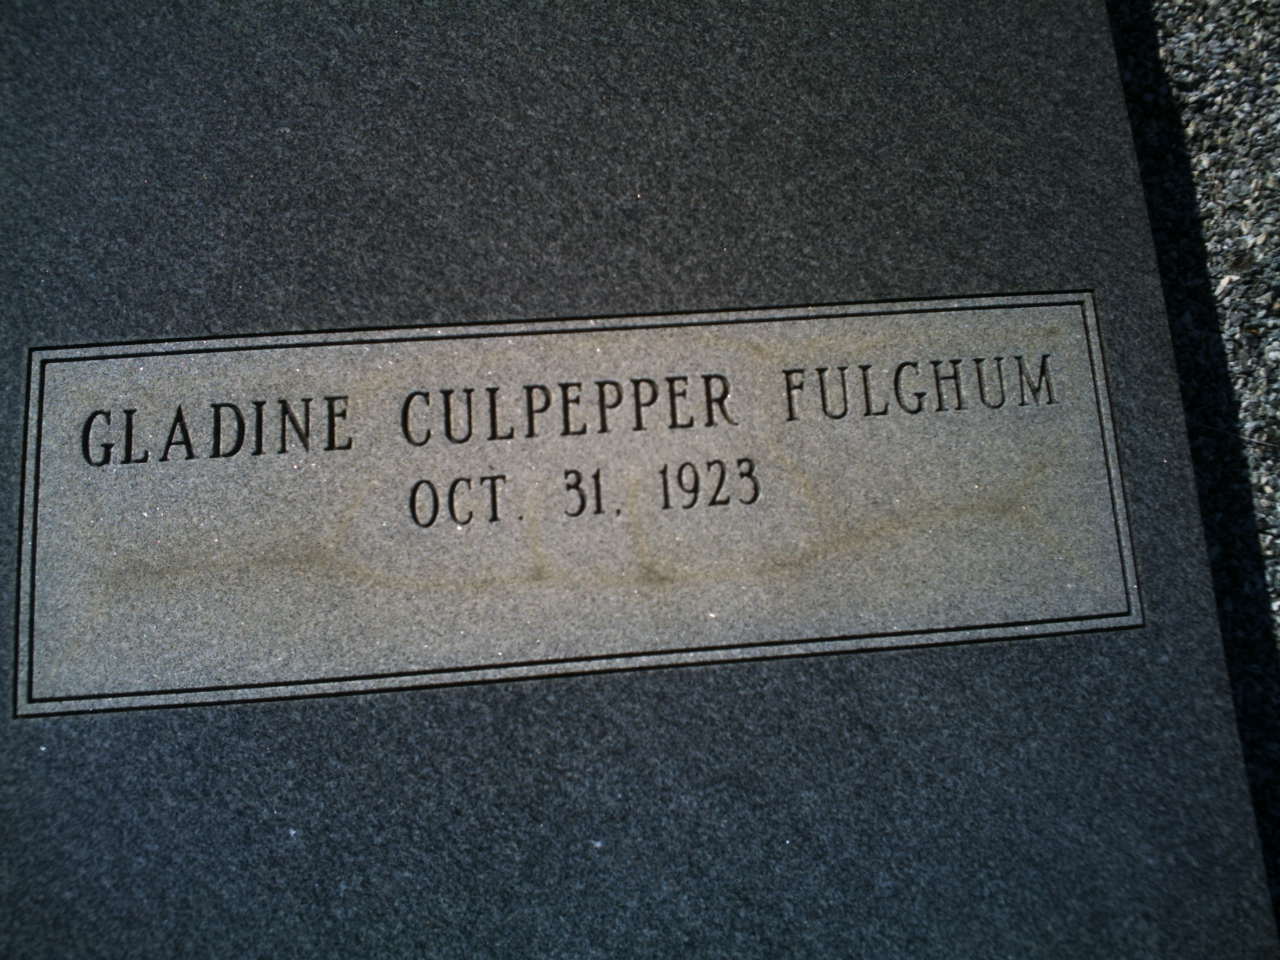 GLADINE CULPEPPER FULGHUM
OCT. 31, 1923